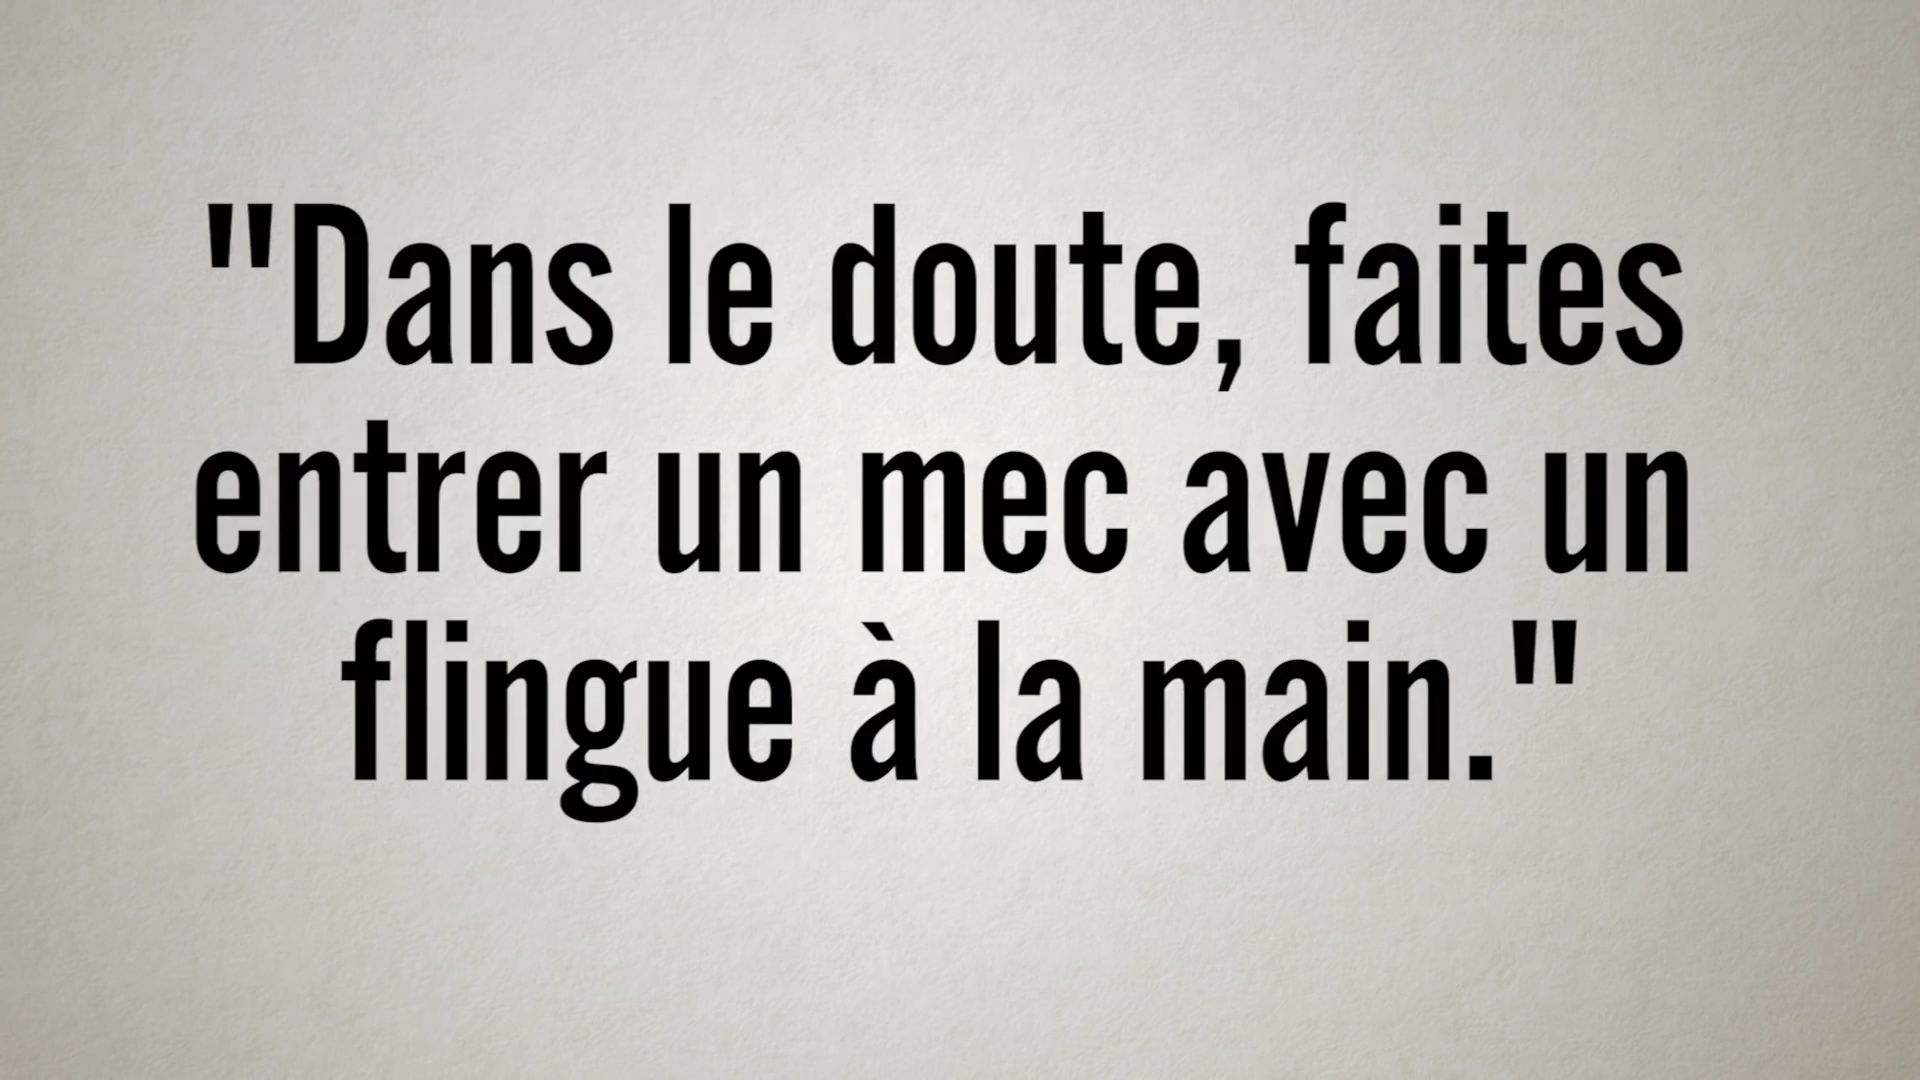 "Dans le doute, faites
entrer un mec avec un
flingue à la main."